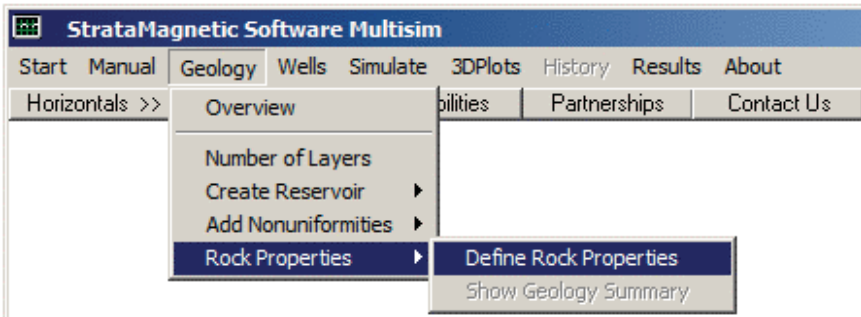 StrataMagnetic Software Multisim
Start Manual Geology Wells Simulate 3DPlots History Results About
Horizontals >> bilities Partnerships Contact Us
Overview
Number of Layers
Create Reservoir
Add Nonuniformities
Rock Properties Define Rock Properties
Show Geology Summary